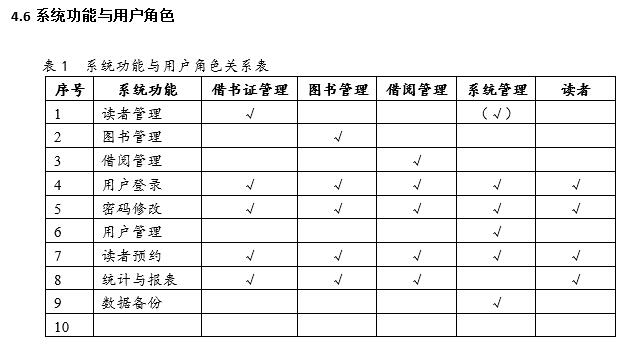 4.6 系统功能与用户角色
表 1 系统功能与用户角色关系表
序号 系统功能 借书证管理 图书管理 借阅管理 系统管理 读者
1 读者管理 √ （√）
2 图书管理 √
3 借阅管理 √
4 用户登录 √ √ √ √ √
5 密码修改 √ √ √ √ √
6 用户管理 √
7 读者预约 √ √ √ √ √
8 统计与报表 √ √ √ √
9 数据备份 √
10